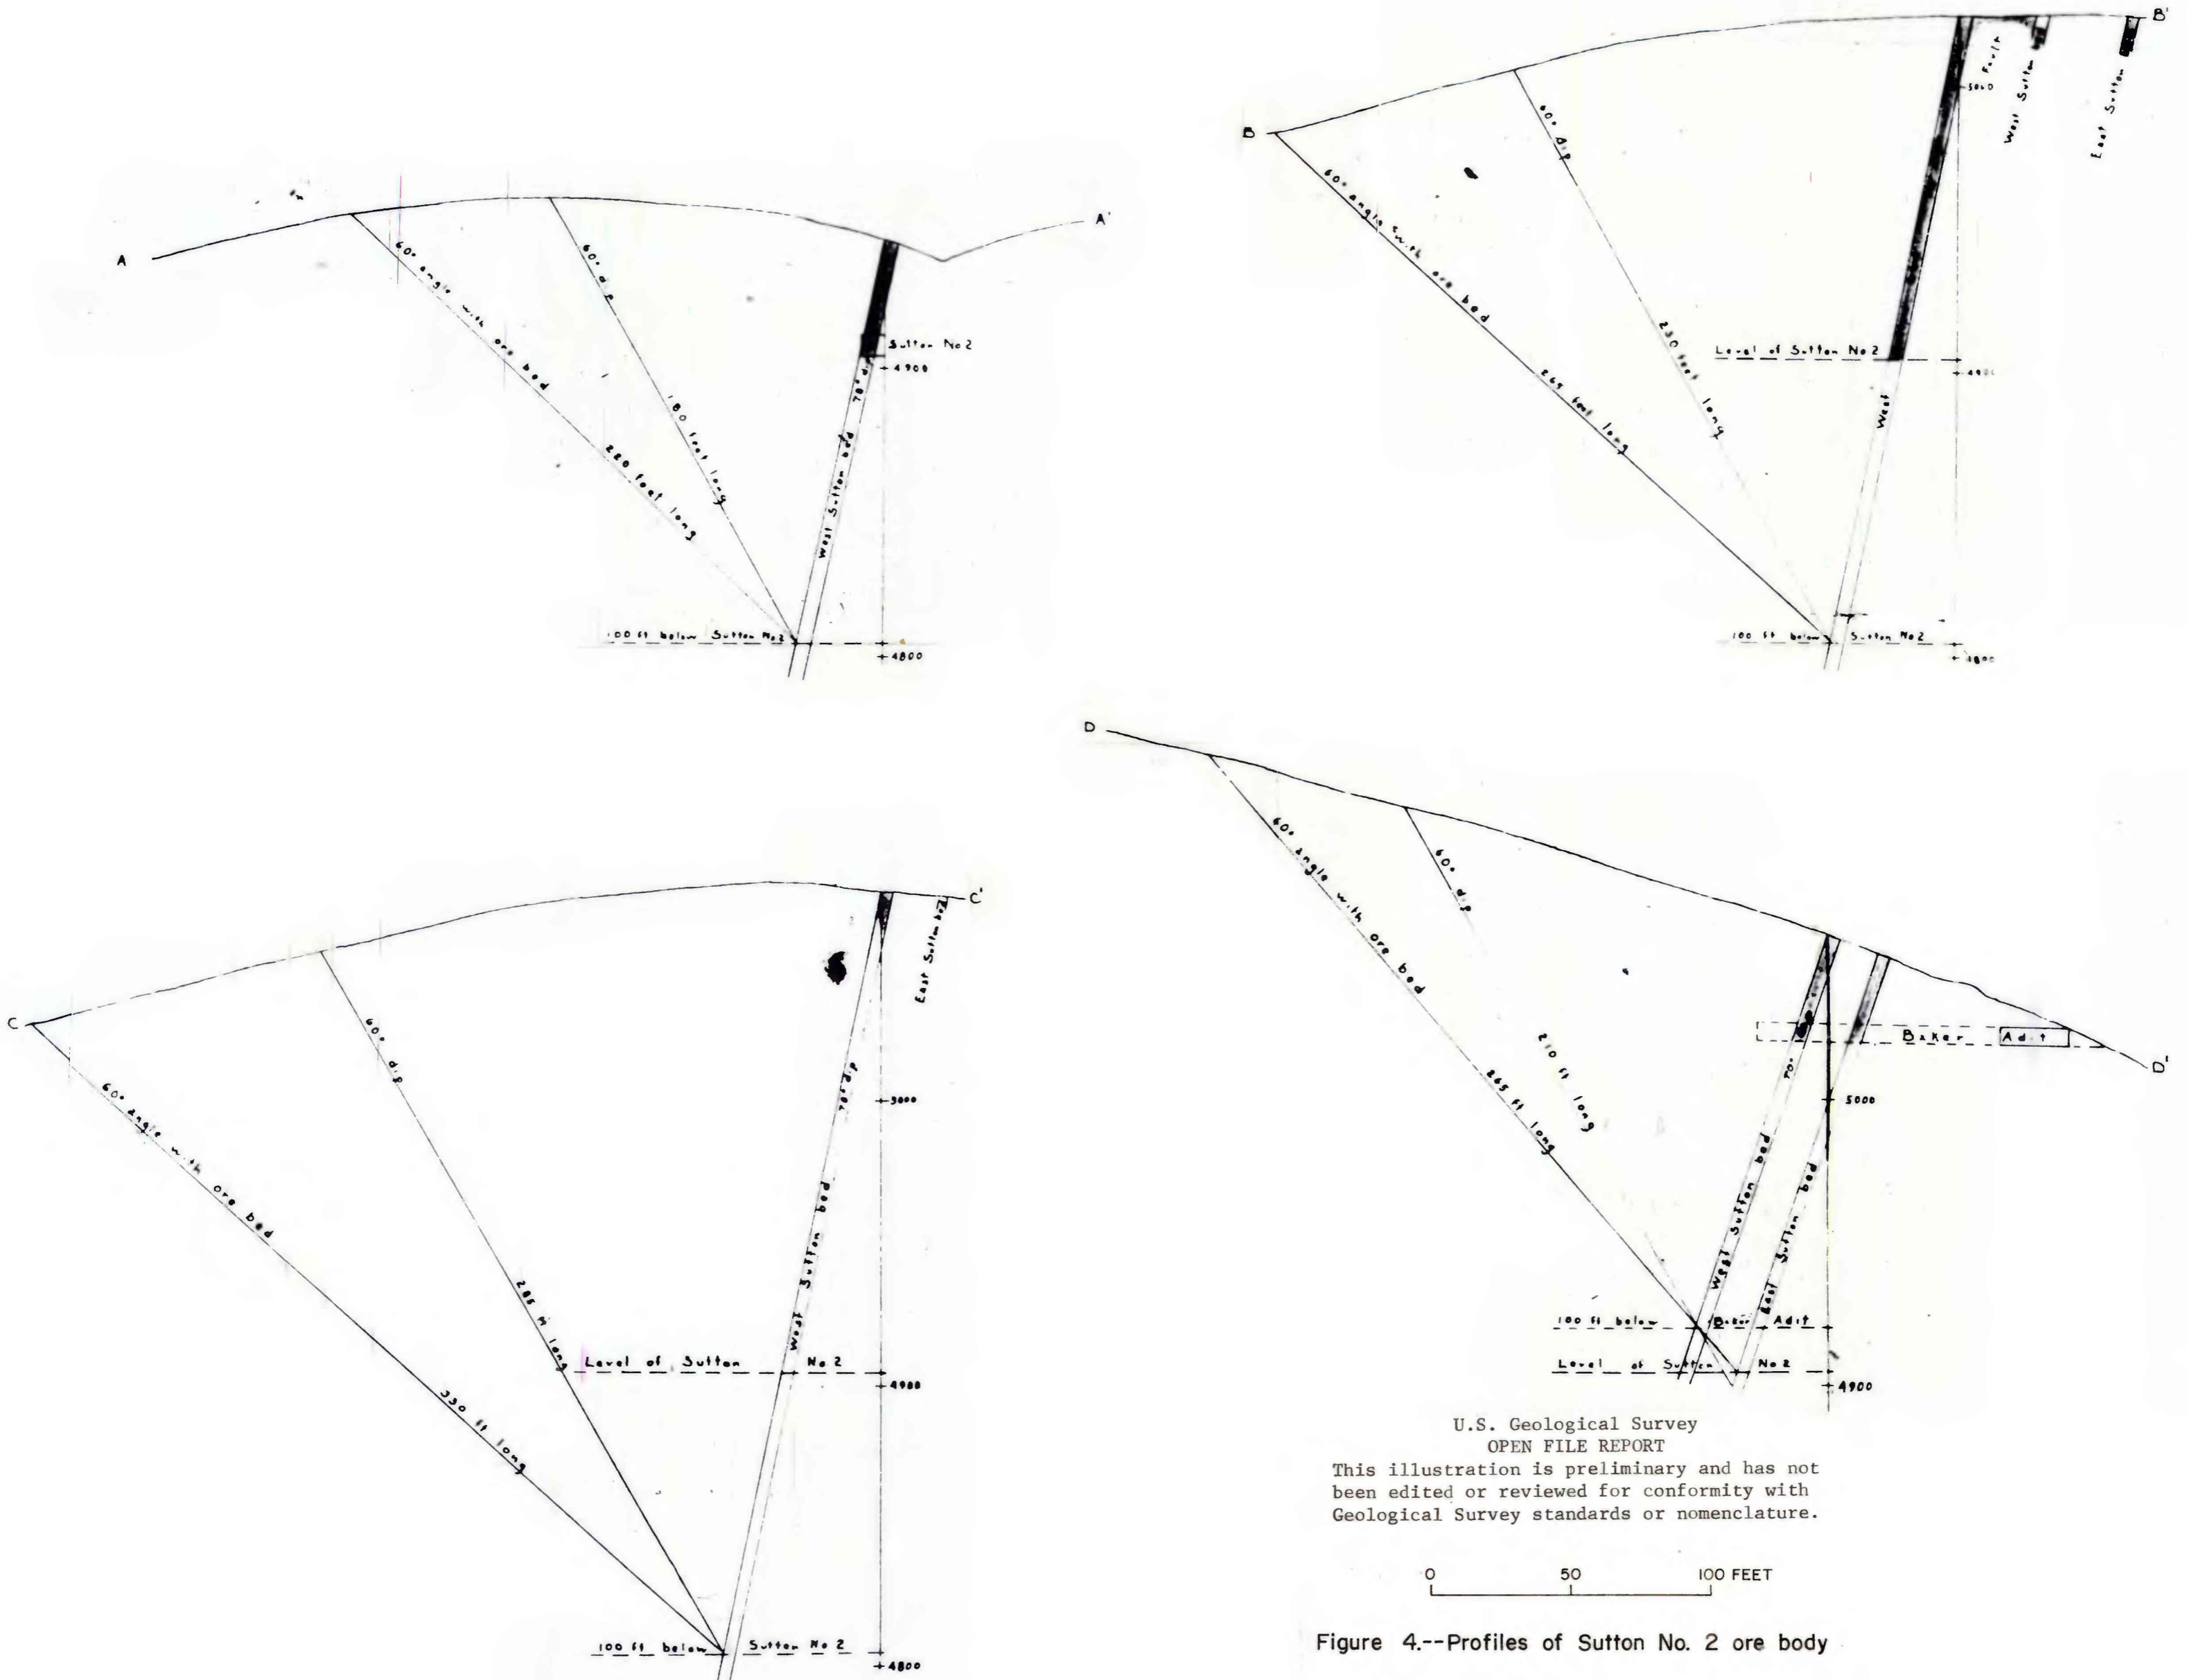 A
A'
60° angle with ore bed
220 feet long
60° dip
180 feet long
Sutton No 2
4900
78° dip
West Sutton bed
100 ft below Sutton No 2
4800
B
B'
60° angle with ore bed
265 feet long
60° dip
230 feet long
Fault
West Sutton
East Sutton
5000
Level of Sutton No 2
4900
West
100 ft below Sutton No 2
4800
C
C'
60° angle with ore bed
330 ft long
60° dip
285 ft long
East Sutton bed
78° dip
5000
West Sutton bed
Level of Sutton No 2
4900
100 ft below Sutton No 2
4800
D
D'
60° angle with ore bed
265 ft long
60° dip
210 ft long
Baker Adit
70°
5000
West Sutton bed
East Sutton bed
100 ft below Baker Adit
Level of Sutton No 2
4900
U.S. Geological Survey
OPEN FILE REPORT
This illustration is preliminary and has not
been edited or reviewed for conformity with
Geological Survey standards or nomenclature.
0 50 100 FEET
Figure 4.--Profiles of Sutton No. 2 ore body